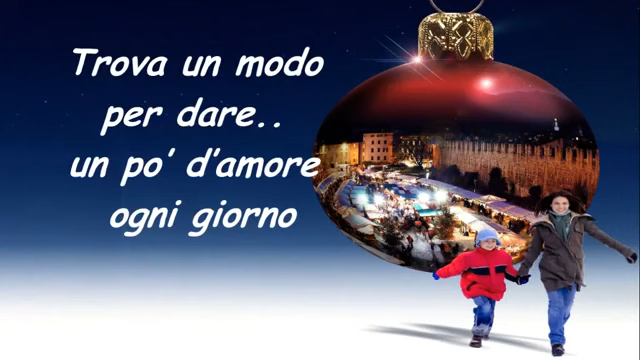 Trova un modo
per dare..
un po' d'amore
ogni giorno